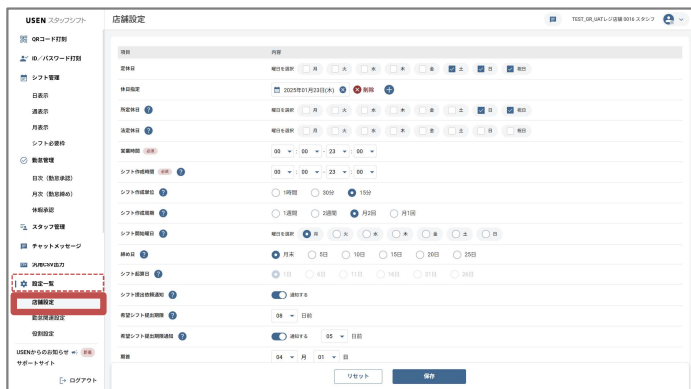 USEN スタッフシフト
店舗設定
TEST_GR_UATレジ店舗 0016 スタシフ
QRコード打刻
ID／パスワード打刻
シフト管理
日表示
週表示
月表示
シフト必要枠
勤怠管理
日次（勤怠承認）
月次（勤怠締め）
休暇承認
スタッフ管理
チャットメッセージ
汎用CSV出力
設定一覧
店舗設定
勤怠関連設定
役割設定
USENからのお知らせ 新着
サポートサイト
ログアウト
項目 内容
定休日 曜日を選択 月 火 水 木 金 土 日 祝日
休日指定 2025年01月23日(木) 削除
所定休日 曜日を選択 月 火 水 木 金 土 日 祝日
法定休日 曜日を選択 月 火 水 木 金 土 日 祝日
営業時間 必須 00 : 00 - 23 : 00
シフト作成時間 必須 00 : 00 - 23 : 00
シフト作成単位 1時間 30分 15分
シフト作成周期 1週間 2週間 月2回 月1回
シフト開始曜日 曜日を選択 月 火 水 木 金 土 日
締め日 月末 5日 10日 15日 20日 25日
シフト起算日 1日 6日 11日 16日 21日 26日
シフト提出依頼通知 通知する
希望シフト提出期限 08 日前
希望シフト提出期限通知 通知する 05 日前
期首 04 月 01 日
リセット 保存